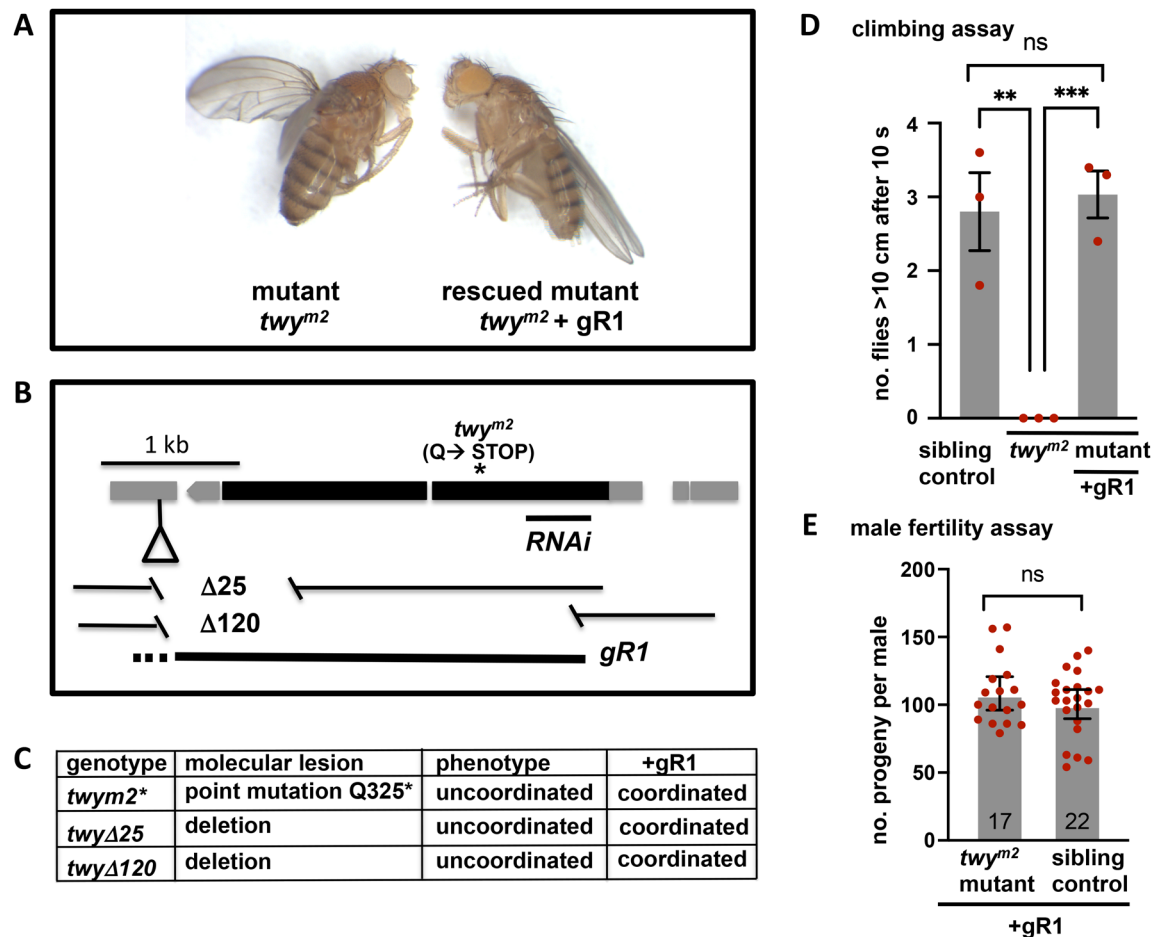 A
mutant
twyᵐ²
rescued mutant
twyᵐ² + gR1
B
1 kb
twyᵐ²
(Q→ STOP)
*
RNAi
Δ25
Δ120
gR1
C
genotype molecular lesion phenotype +gR1
twym2* point mutation Q325* uncoordinated coordinated
twyΔ25 deletion uncoordinated coordinated
twyΔ120 deletion uncoordinated coordinated
D climbing assay
ns
** ***
no. flies >10 cm after 10 s
4
3
2
1
0
sibling
control
twyᵐ² mutant
+gR1
E male fertility assay
ns
no. progeny per male
200
150
100
50
0
17 22
twyᵐ²
mutant
sibling
control
+gR1